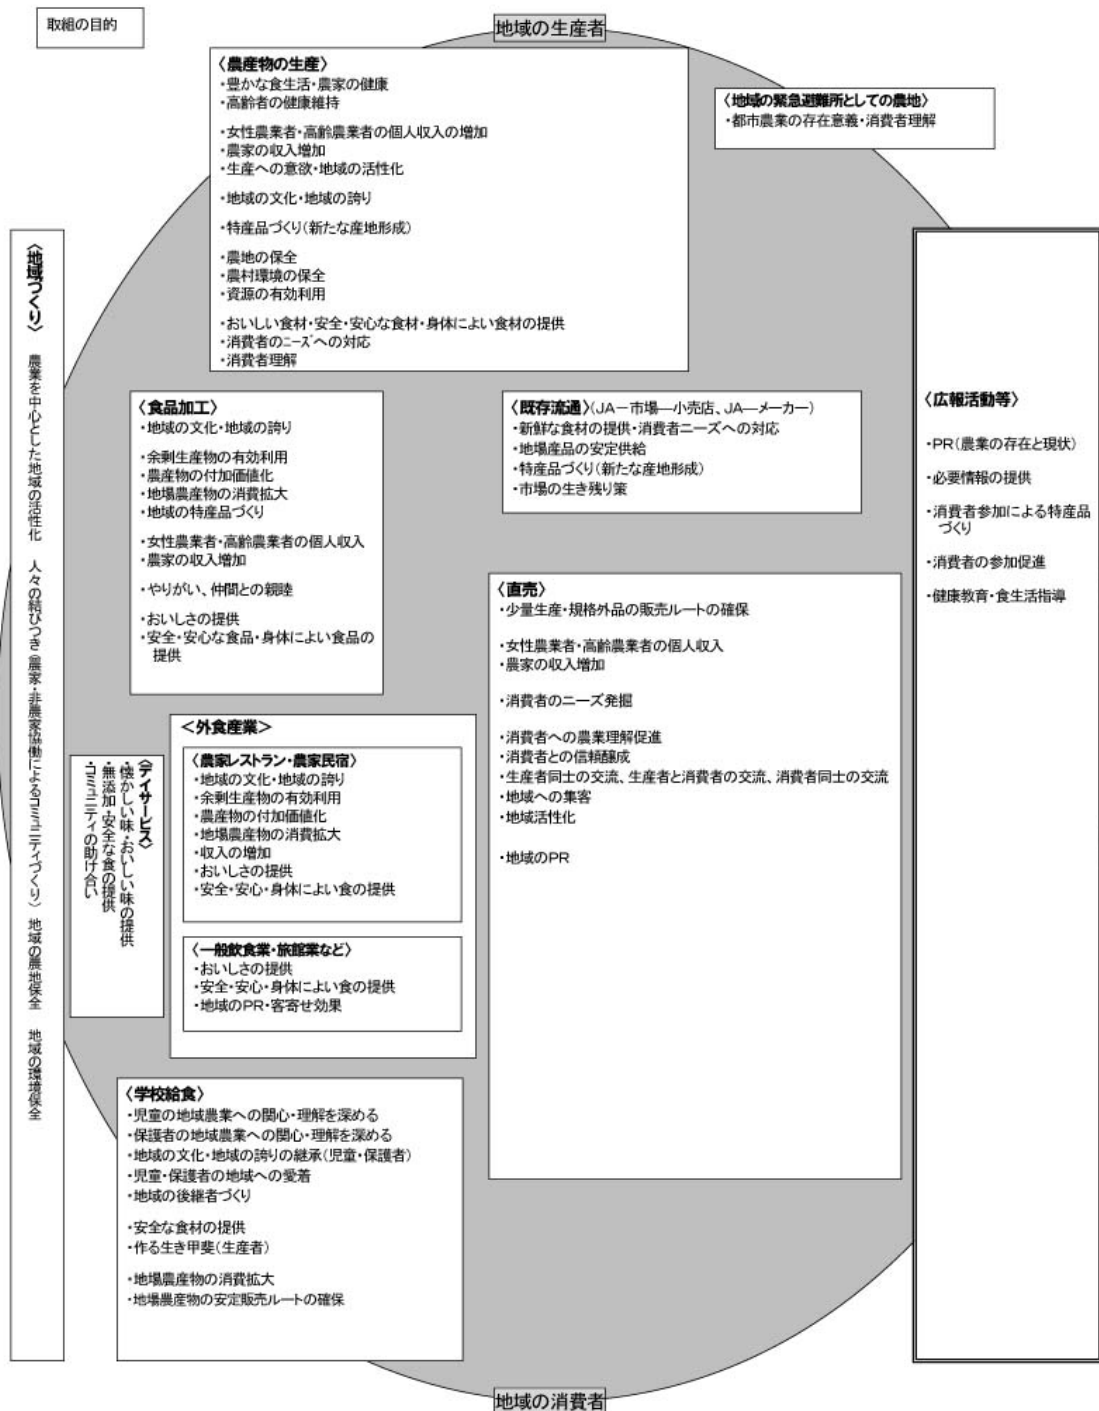 取組の目的
地域の生産者
〈農産物の生産〉
・豊かな食生活・農家の健康
・高齢者の健康維持
・女性農業者・高齢農業者の個人収入の増加
・農家の収入増加
・生産への意欲・地域の活性化
・地域の文化・地域の誇り
・特産品づくり(新たな産地形成)
・農地の保全
・農村環境の保全
・資源の有効利用
・おいしい食材・安全・安心な食材・身体によい食材の提供
・消費者のニーズへの対応
・消費者理解
〈地域の緊急避難所としての農地〉
・都市農業の存在意義・消費者理解
〈地域づくり〉 農業を中心とした地域の活性化 人々の結びつき(農家・非農家協働によるコミュニティづくり) 地域の農地保全 地域の環境保全
〈食品加工〉
・地域の文化・地域の誇り
・余剰生産物の有効利用
・農産物の付加価値化
・地場農産物の消費拡大
・地域の特産品づくり
・女性農業者・高齢農業者の個人収入
・農家の収入増加
・やりがい、仲間との親睦
・おいしさの提供
・安全・安心な食品・身体によい食品の
提供
〈既存流通〉(JA－市場―小売店、JA―メーカー)
・新鮮な食材の提供・消費者ニーズへの対応
・地場産品の安定供給
・特産品づくり(新たな産地形成)
・市場の生き残り策
〈広報活動等〉
・PR(農業の存在と現状)
・必要情報の提供
・消費者参加による特産品
づくり
・消費者の参加促進
・健康教育・食生活指導
〈直売〉
・少量生産・規格外品の販売ルートの確保
・女性農業者・高齢農業者の個人収入
・農家の収入増加
・消費者のニーズ発掘
・消費者への農業理解促進
・消費者との信頼醸成
・生産者同士の交流、生産者と消費者の交流、消費者同士の交流
・地域への集客
・地域活性化
・地域のPR
〈デイサービス〉
・懐かしい味・おいしい味の提供
・無添加・安全な食の提供
・コミュニティの助け合い
＜外食産業＞
〈農家レストラン・農家民宿〉
・地域の文化・地域の誇り
・余剰生産物の有効利用
・農産物の付加価値化
・地場農産物の消費拡大
・収入の増加
・おいしさの提供
・安全・安心・身体によい食の提供
〈一般飲食業・旅館業など〉
・おいしさの提供
・安全・安心・身体によい食の提供
・地域のPR・客寄せ効果
〈学校給食〉
・児童の地域農業への関心・理解を深める
・保護者の地域農業への関心・理解を深める
・地域の文化・地域の誇りの継承(児童・保護者)
・児童・保護者の地域への愛着
・地域の後継者づくり
・安全な食材の提供
・作る生き甲斐(生産者)
・地場農産物の消費拡大
・地場農産物の安定販売ルートの確保
地域の消費者